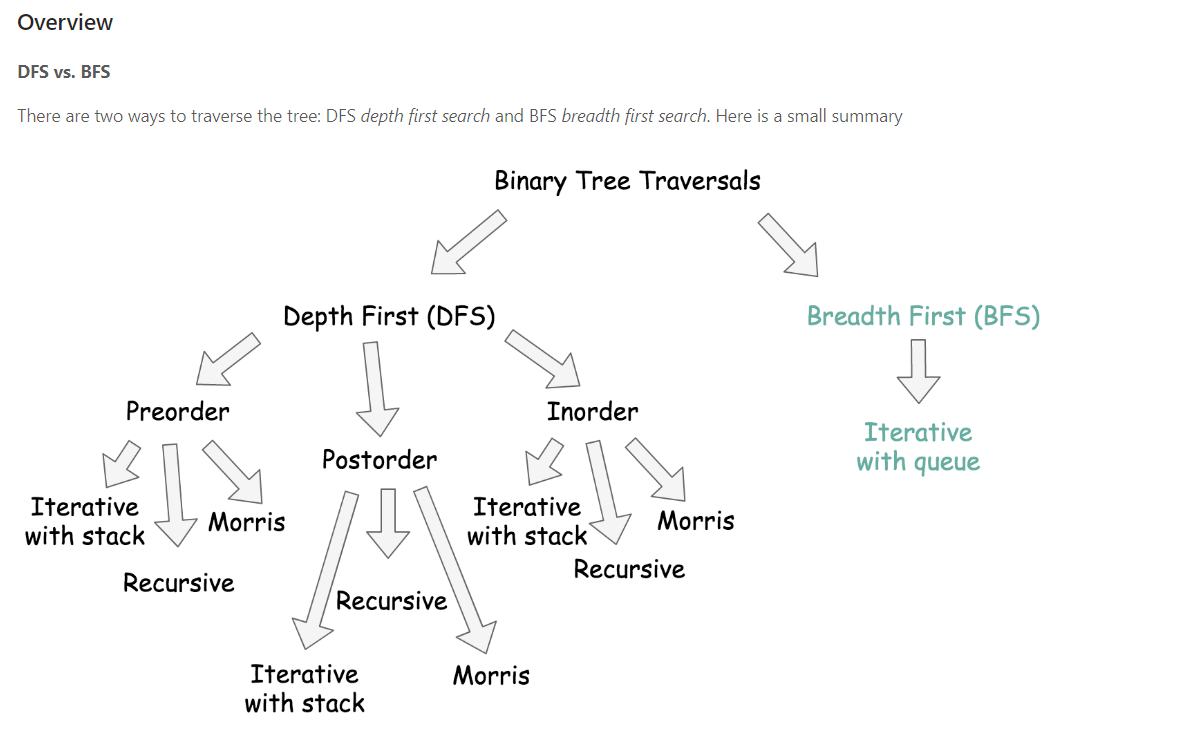 Overview
DFS vs. BFS
There are two ways to traverse the tree: DFS depth first search and BFS breadth first search. Here is a small summary
Binary Tree Traversals
Depth First (DFS)
Breadth First (BFS)
Preorder
Postorder
Inorder
Iterative
with queue
Iterative
with stack
Recursive
Morris
Iterative
with stack
Recursive
Morris
Iterative
with stack
Recursive
Morris